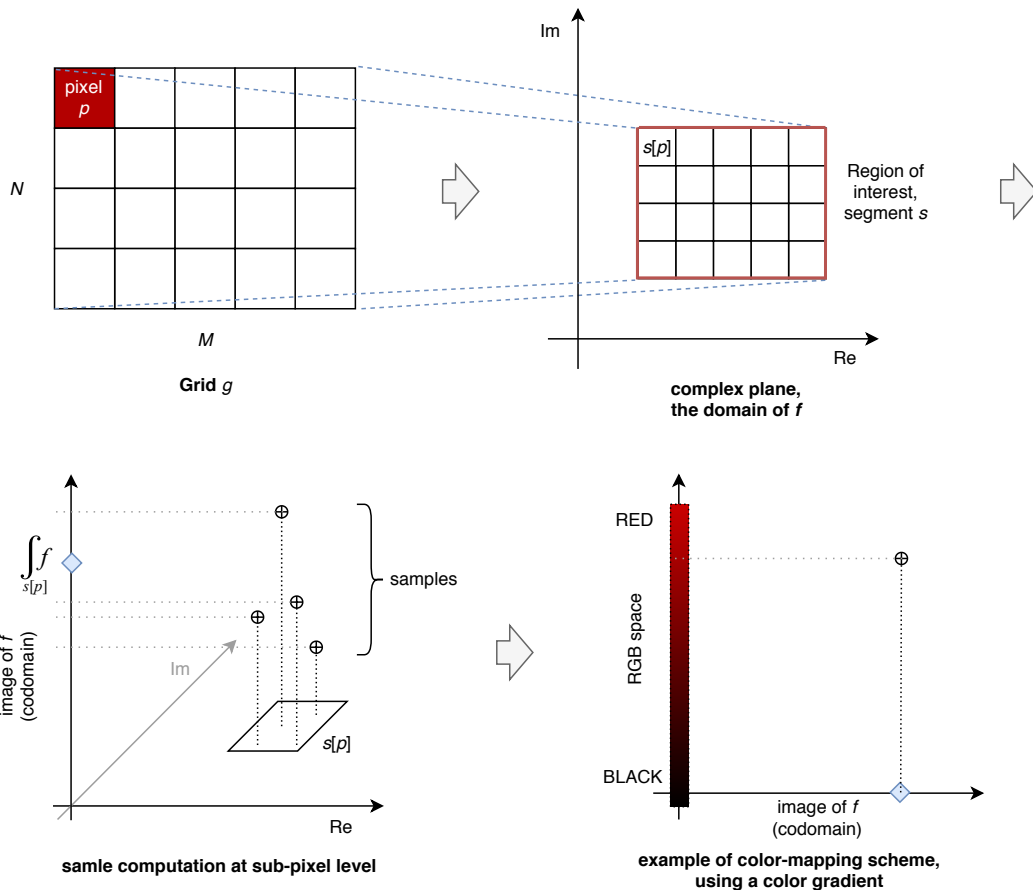 Im
pixel
p
s[p]
N
Region of
interest,
segment s
M
Re
Grid g
complex plane,
the domain of f
RED
∫ f
s[p]
samples
image of f
(codomain)
Im
RGB space
s[p]
BLACK
Re
image of f
(codomain)
samle computation at sub-pixel level
example of color-mapping scheme,
using a color gradient